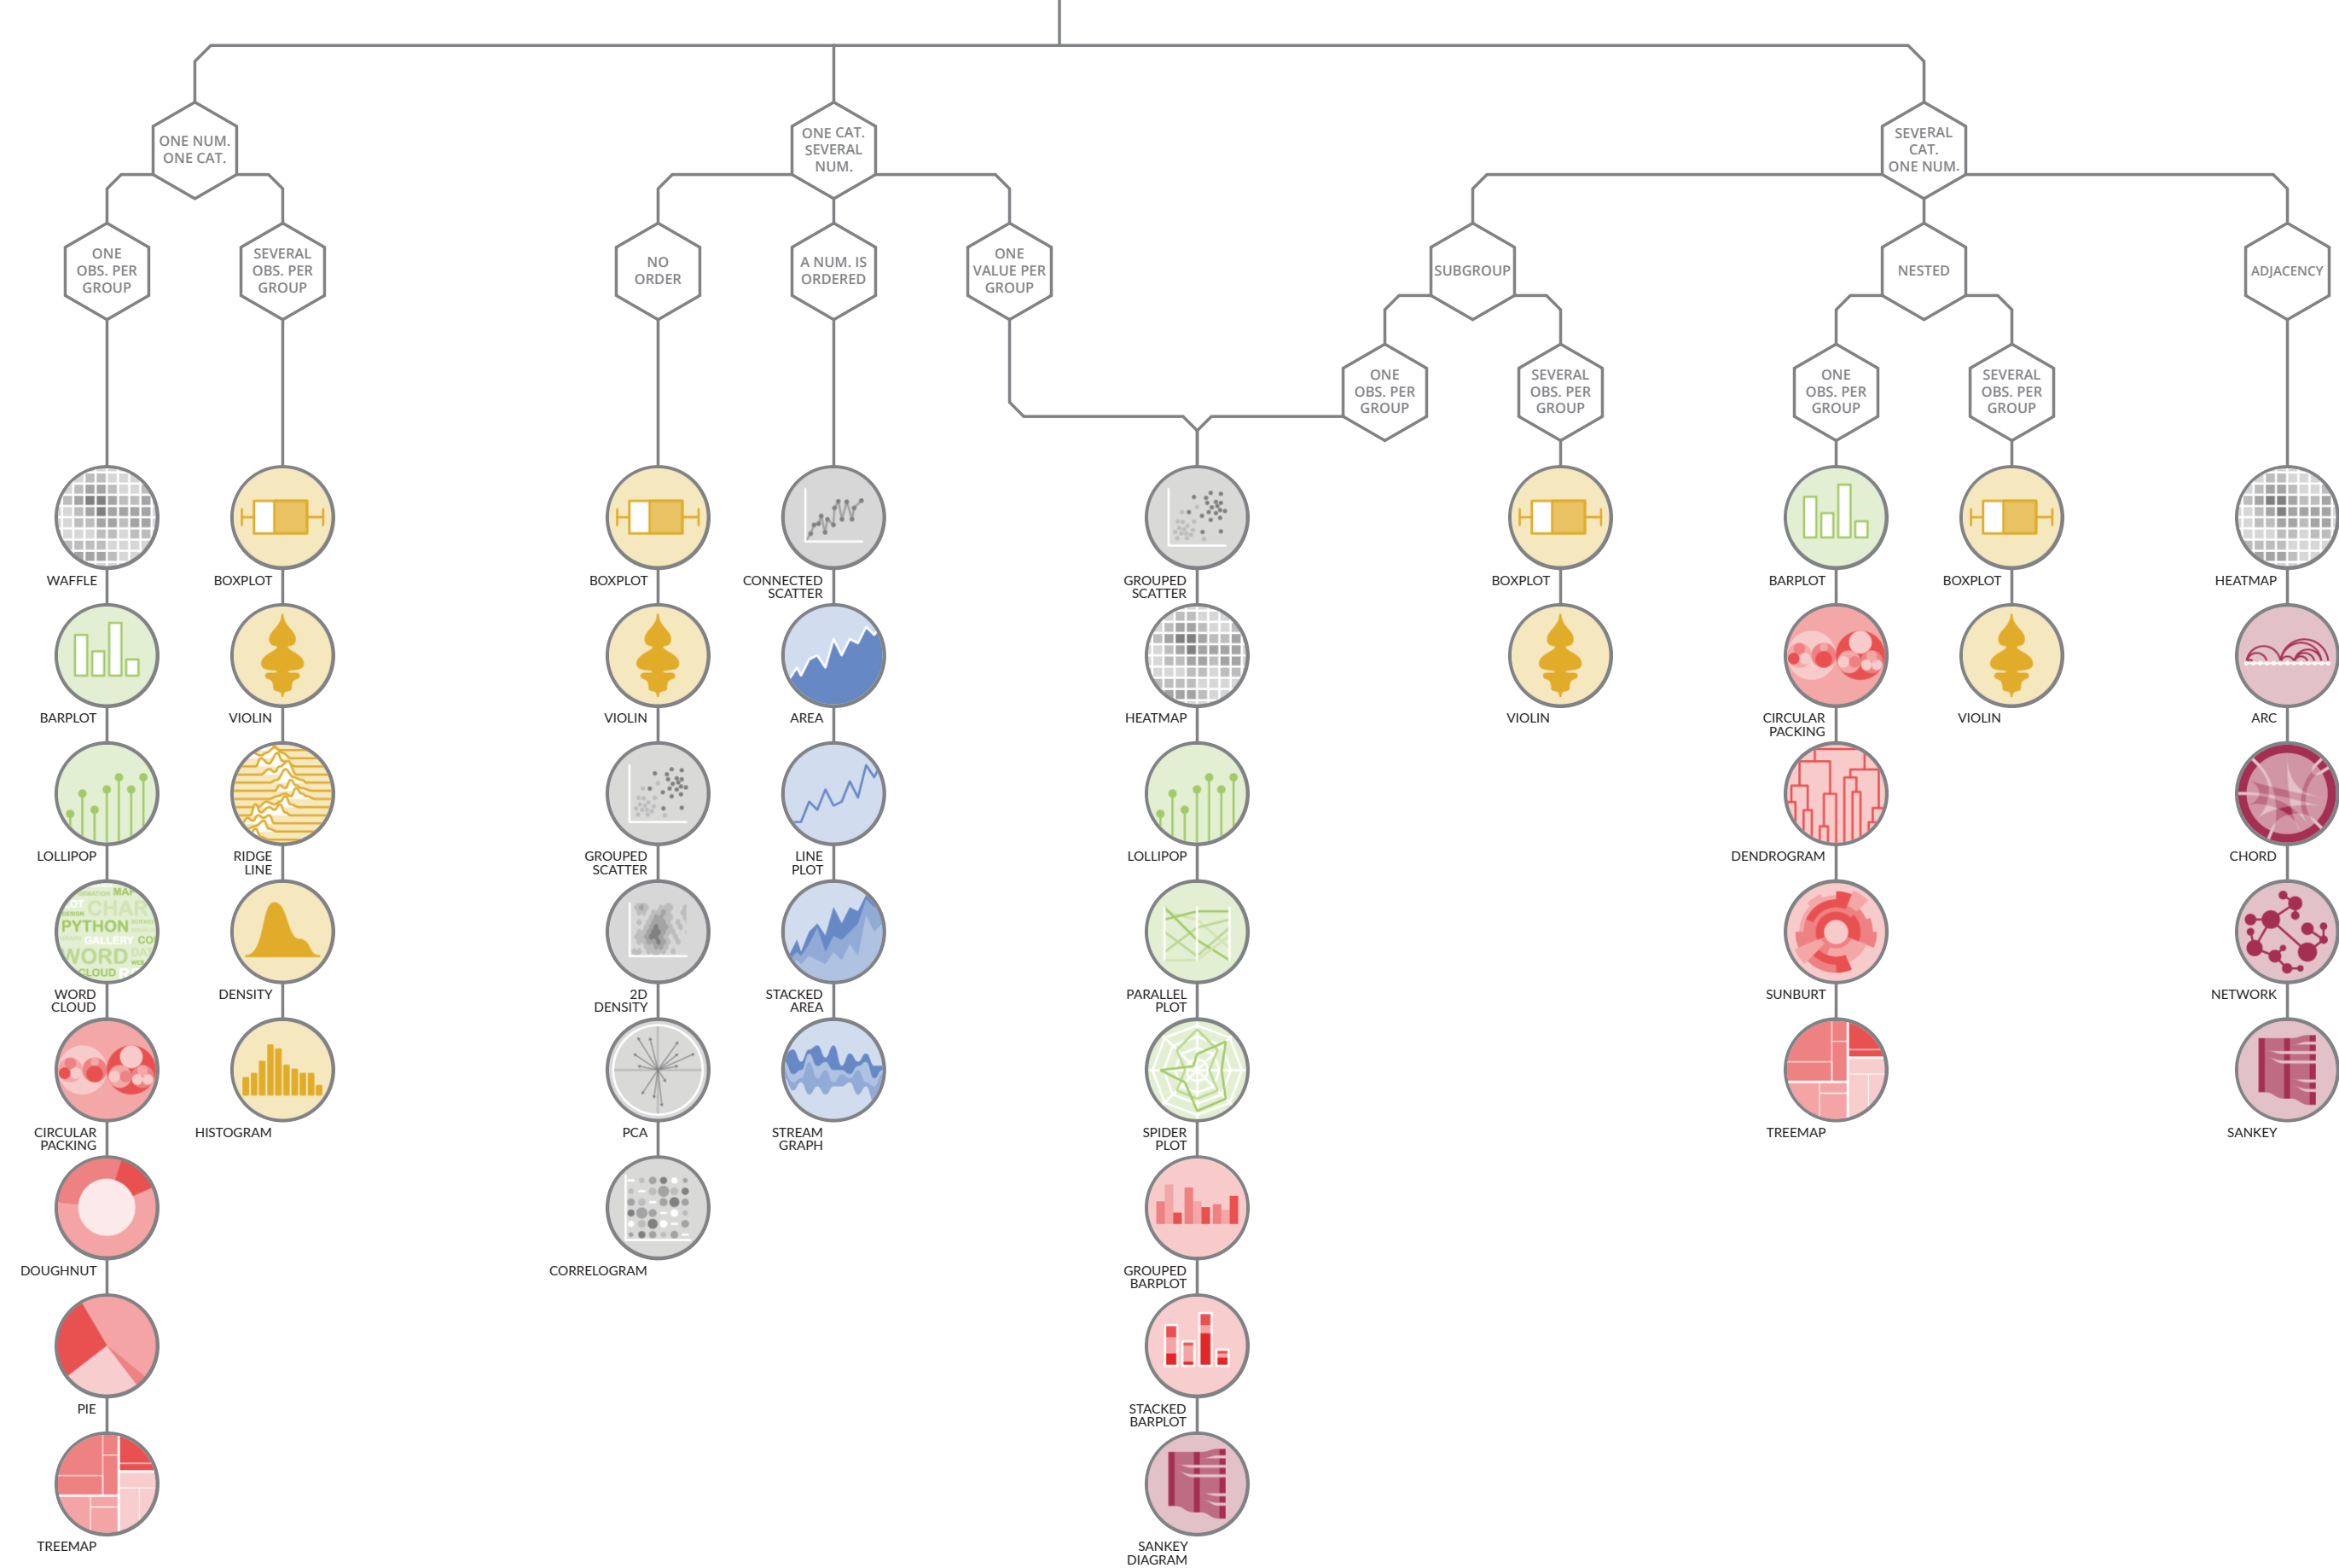 ONE NUM.
ONE CAT.
ONE CAT.
SEVERAL
NUM.
SEVERAL
CAT.
ONE NUM.
ONE
OBS. PER
GROUP
SEVERAL
OBS. PER
GROUP
NO
ORDER
A NUM. IS
ORDERED
ONE
VALUE PER
GROUP
SUBGROUP
NESTED
ADJACENCY
ONE
OBS. PER
GROUP
SEVERAL
OBS. PER
GROUP
ONE
OBS. PER
GROUP
SEVERAL
OBS. PER
GROUP
WAFFLE
BARPLOT
LOLLIPOP
MAP
CHAR
PYTHON
GALLERY
WORD
CLOUD
WORD
CLOUD
CIRCULAR
PACKING
DOUGHNUT
PIE
TREEMAP
BOXPLOT
VIOLIN
RIDGE
LINE
DENSITY
HISTOGRAM
BOXPLOT
VIOLIN
GROUPED
SCATTER
2D
DENSITY
PCA
CORRELOGRAM
CONNECTED
SCATTER
AREA
LINE
PLOT
STACKED
AREA
STREAM
GRAPH
GROUPED
SCATTER
HEATMAP
LOLLIPOP
PARALLEL
PLOT
SPIDER
PLOT
GROUPED
BARPLOT
STACKED
BARPLOT
SANKEY
DIAGRAM
BOXPLOT
VIOLIN
BARPLOT
CIRCULAR
PACKING
DENDROGRAM
SUNBURT
TREEMAP
BOXPLOT
VIOLIN
HEATMAP
ARC
CHORD
NETWORK
SANKEY